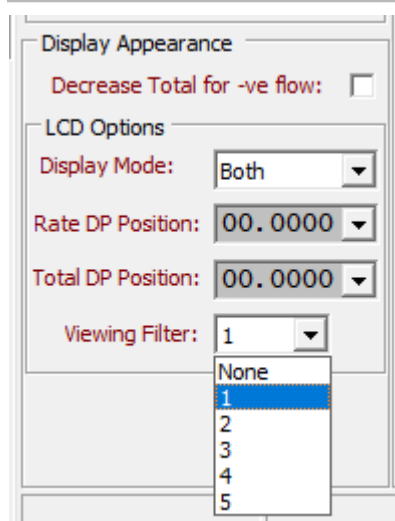 Display Appearance
Decrease Total for -ve flow:
LCD Options
Display Mode: Both
Rate DP Position: 00.0000
Total DP Position: 00.0000
Viewing Filter: 1
None
1
2
3
4
5